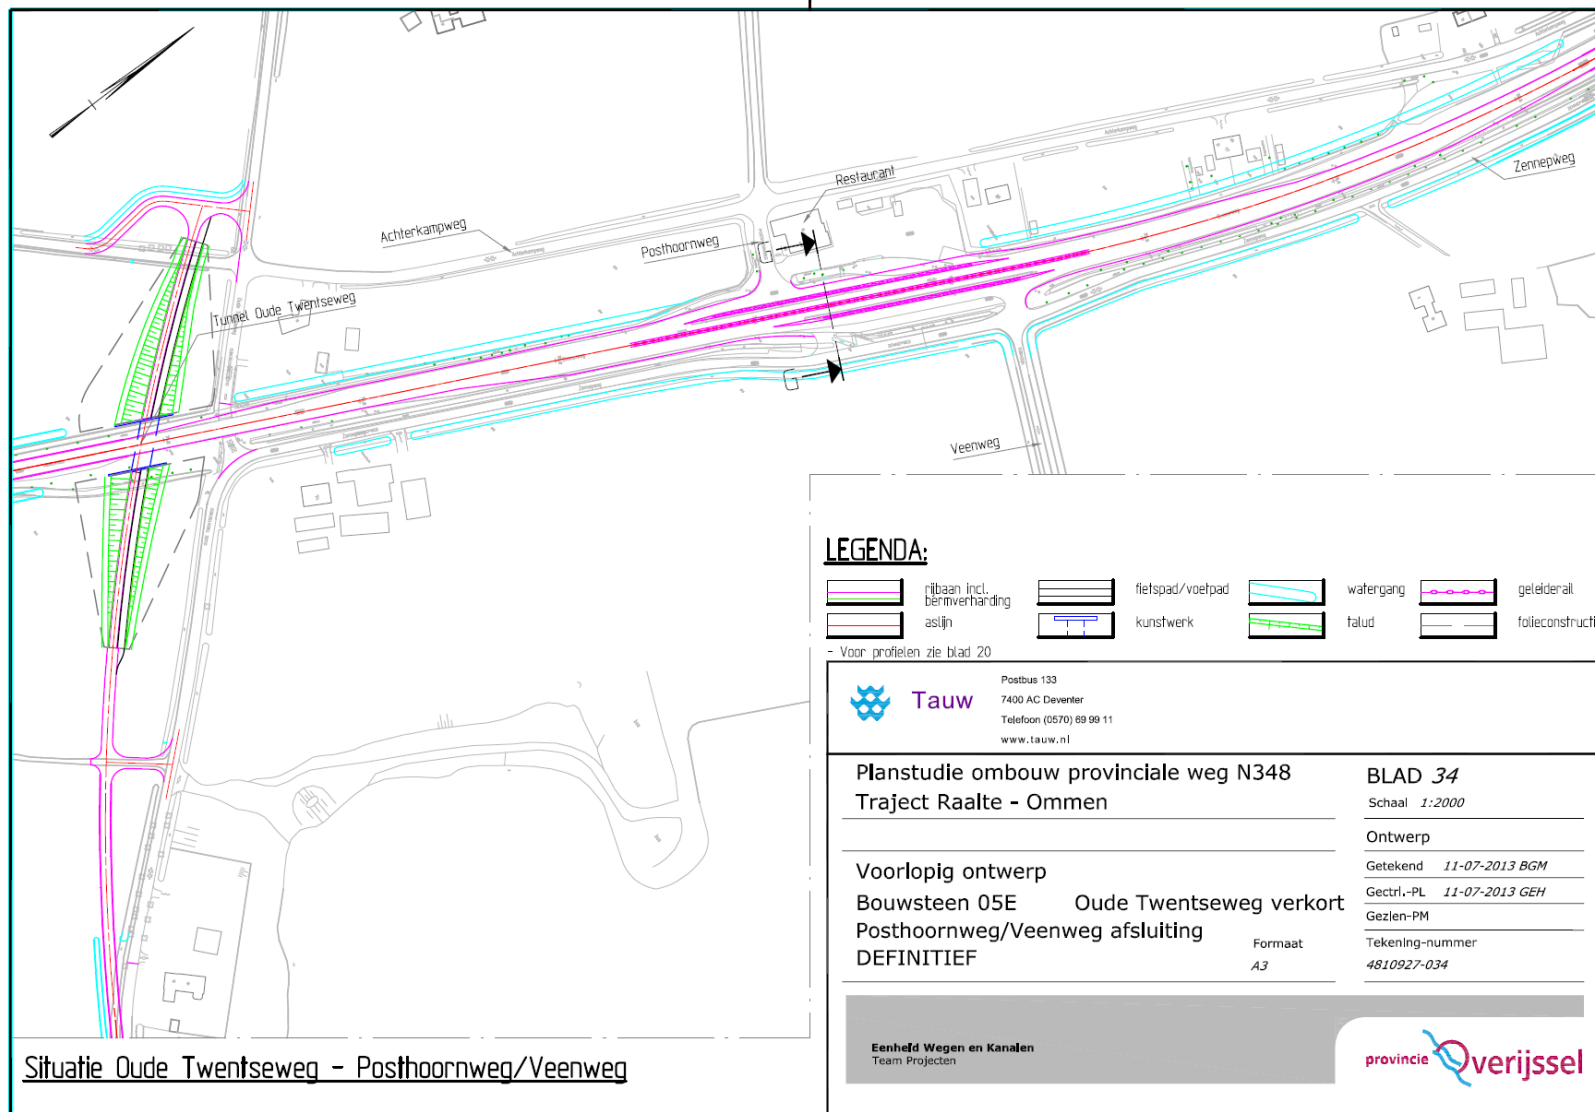 Achterkampweg
Achterkampweg
Restaurant
Zennepweg
Achterkampweg
Posthoornweg
Achterkampweg
G
Tunnel Oude Twentseweg
G
Veenweg
LEGENDA:
rijbaan incl.
bermverharding
fietspad/voetpad
watergang
geleiderail
aslijn
kunstwerk
talud
folieconstructi
- Voor profielen zie blad 20
Tauw
Postbus 133
7400 AC Deventer
Telefoon (0570) 69 99 11
www.tauw.nl
Planstudie ombouw provinciale weg N348
Traject Raalte - Ommen
BLAD 34
Schaal 1:2000
Ontwerp
Voorlopig ontwerp
Bouwsteen 05E Oude Twentseweg verkort
Posthoornweg/Veenweg afsluiting
DEFINITIEF
Formaat
A3
Getekend 11-07-2013 BGM
Gectrl.-PL 11-07-2013 GEH
Gezien-PM
Tekening-nummer
4810927-034
Eenheid Wegen en Kanalen
Team Projecten
provincie Overijssel
Situatie Oude Twentseweg - Posthoornweg/Veenweg